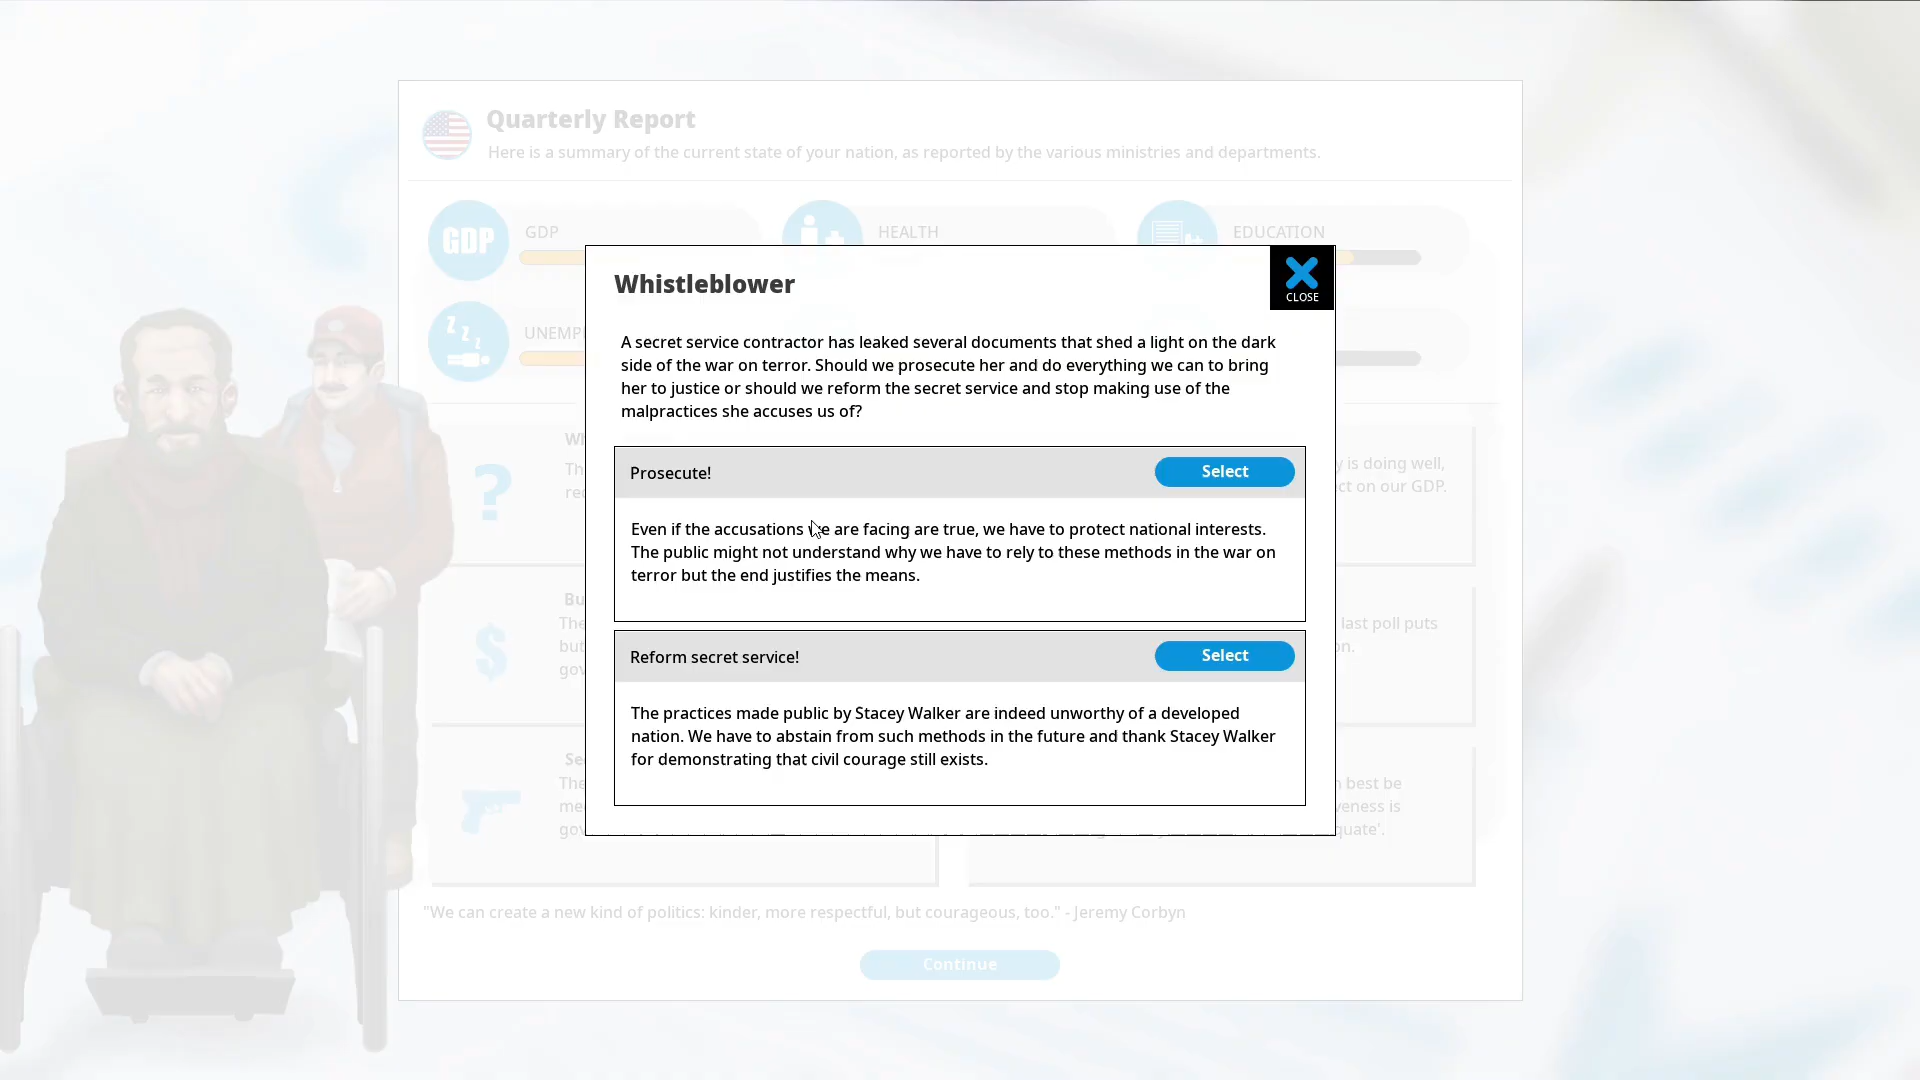 Quarterly Report
Here is a summary of the current state of your nation, as reported by the various ministries and departments.
GDP
GDP
HEALTH
EDUCATION
Whistleblower
CLOSE
A secret service contractor has leaked several documents that shed a light on the dark
side of the war on terror. Should we prosecute her and do everything we can to bring
her to justice or should we reform the secret service and stop making use of the
malpractices she accuses us of?
Prosecute!
Select
Even if the accusations we are facing are true, we have to protect national interests.
The public might not understand why we have to rely to these methods in the war on
terror but the end justifies the means.
Reform secret service!
Select
The practices made public by Stacey Walker are indeed unworthy of a developed
nation. We have to abstain from such methods in the future and thank Stacey Walker
for demonstrating that civil courage still exists.
is doing well,
on our GDP.
last poll puts
best be
"We can create a new kind of politics: kinder, more respectful, but courageous, too." - Jeremy Corbyn
Continue